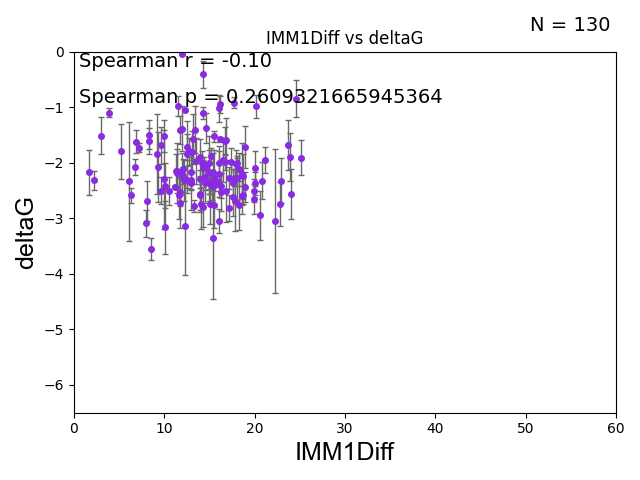 N = 130
IMM1Diff vs deltaG
Spearman r = -0.10
Spearman p = 0.2609321665945364
deltaG
0
−1
−2
−3
−4
−5
−6
0 10 20 30 40 50 60
IMM1Diff